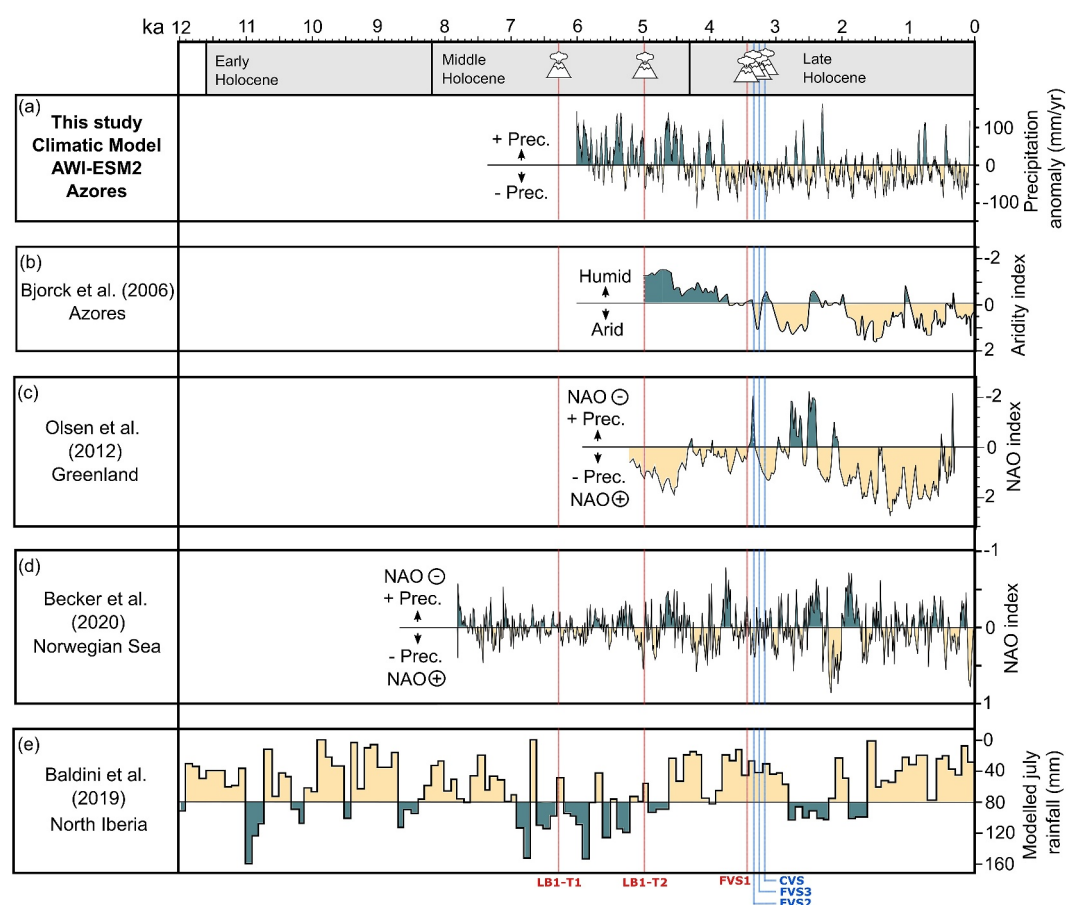 ka 12 11 10 9 8 7 6 5 4 3 2 1 0
Early
Holocene
Middle
Holocene
Late
Holocene
(a)
This study
Climatic Model
AWI-ESM2
Azores
+ Prec.
- Prec.
100
0
-100
Precipitation
anomaly (mm/yr)
(b)
Bjorck et al. (2006)
Azores
Humid
Arid
-2
0
2
Aridity index
(c)
Olsen et al.
(2012)
Greenland
NAO ⊖
+ Prec.
- Prec.
NAO⊕
-2
0
2
NAO index
(d)
Becker et al.
(2020)
Norwegian Sea
NAO ⊖
+ Prec.
- Prec.
NAO⊕
-1
0
1
NAO index
(e)
Baldini et al.
(2019)
North Iberia
0
40
80
120
160
Modelled july
rainfall (mm)
LB1-T1
LB1-T2
FVS1
CVS
FVS3
FVS2